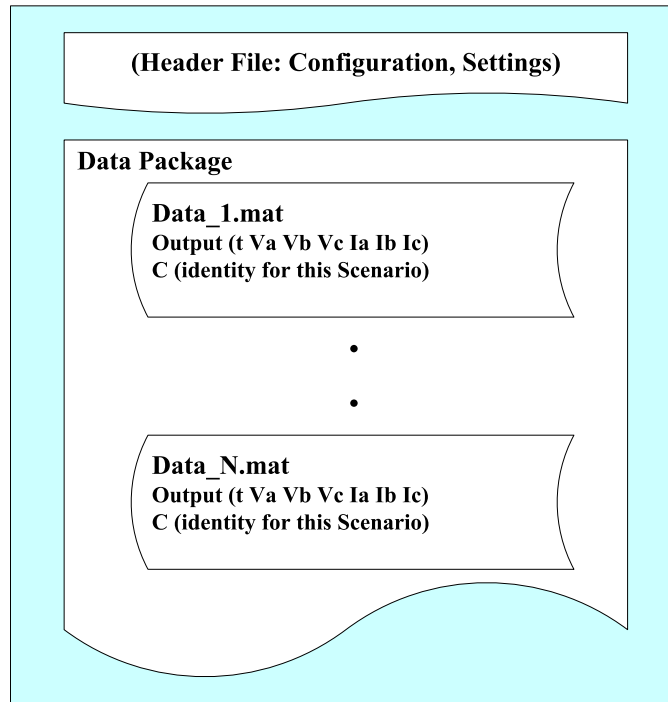 (Header File: Configuration, Settings)
Data Package
Data_1.mat
Output (t Va Vb Vc Ia Ib Ic)
C (identity for this Scenario)
Data_N.mat
Output (t Va Vb Vc Ia Ib Ic)
C (identity for this Scenario)